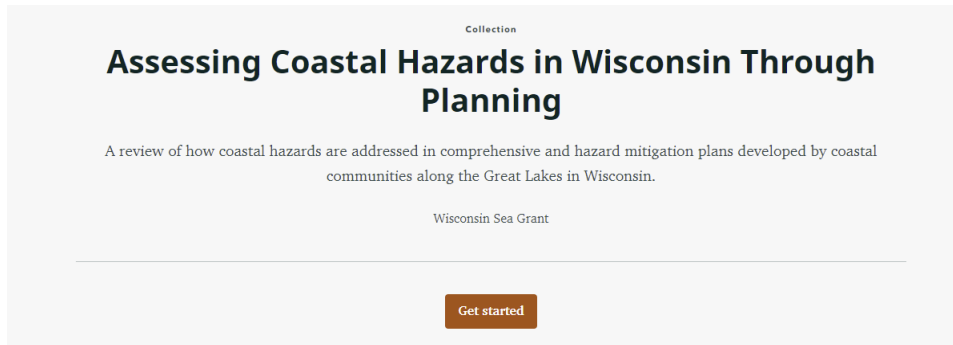 Collection
Assessing Coastal Hazards in Wisconsin Through
Planning
A review of how coastal hazards are addressed in comprehensive and hazard mitigation plans developed by coastal
communities along the Great Lakes in Wisconsin.
Wisconsin Sea Grant
Get started